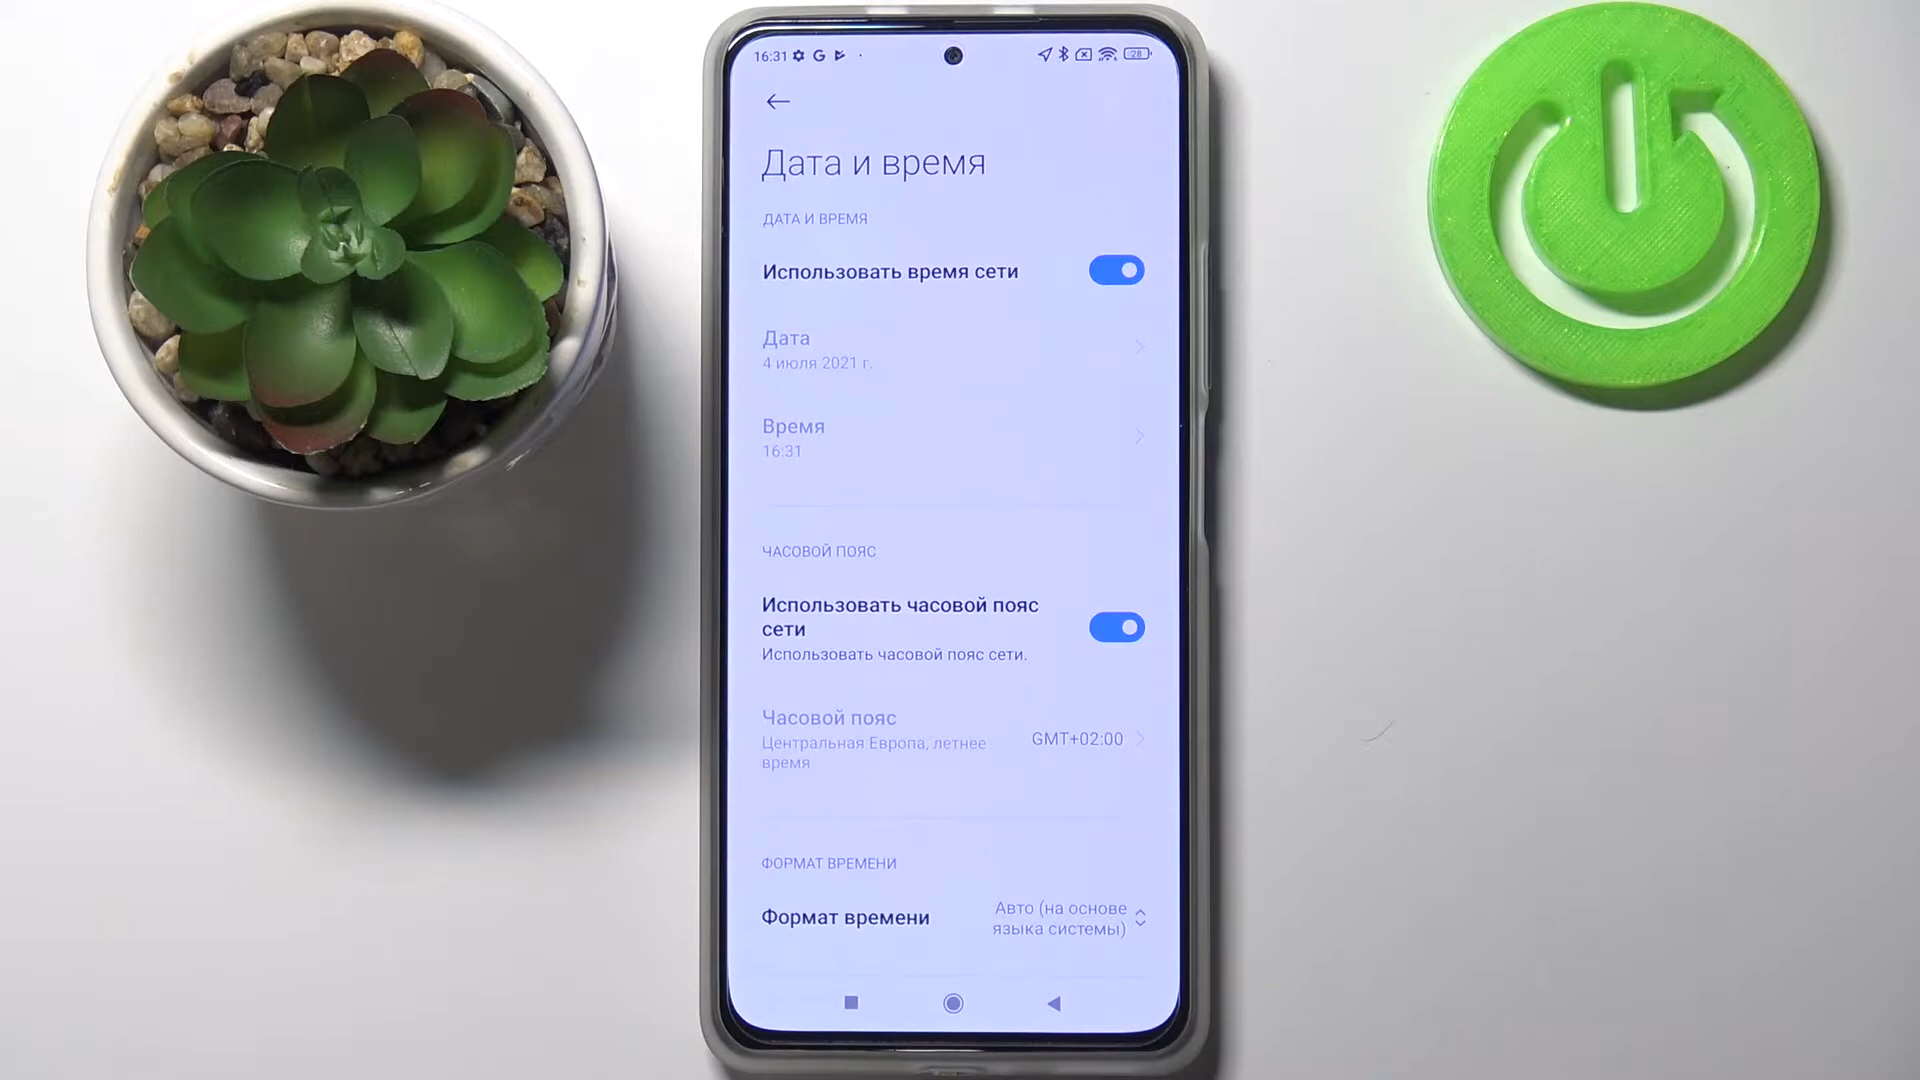 16:31
28
Дата и время
ДАТА И ВРЕМЯ
Использовать время сети
Дата
4 июля 2021 г.
Время
16:31
ЧАСОВОЙ ПОЯС
Использовать часовой пояс
сети
Использовать часовой пояс сети.
Часовой пояс
Центральная Европа, летнее
время
GMT+02:00
ФОРМАТ ВРЕМЕНИ
Формат времени
Авто (на основе
языка системы)